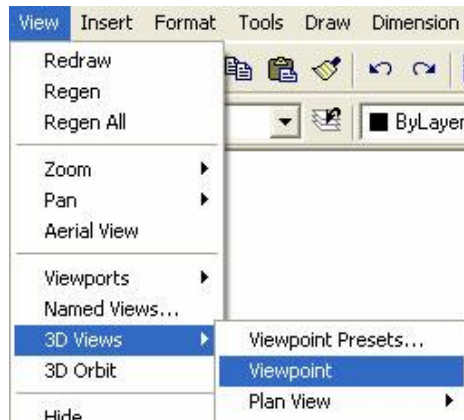 View Insert Format Tools Draw Dimension
Redraw
Regen
Regen All
ByLayer
Zoom
Pan
Aerial View
Viewports
Named Views...
3D Views
Viewpoint Presets...
3D Orbit
Viewpoint
Hide
Plan View